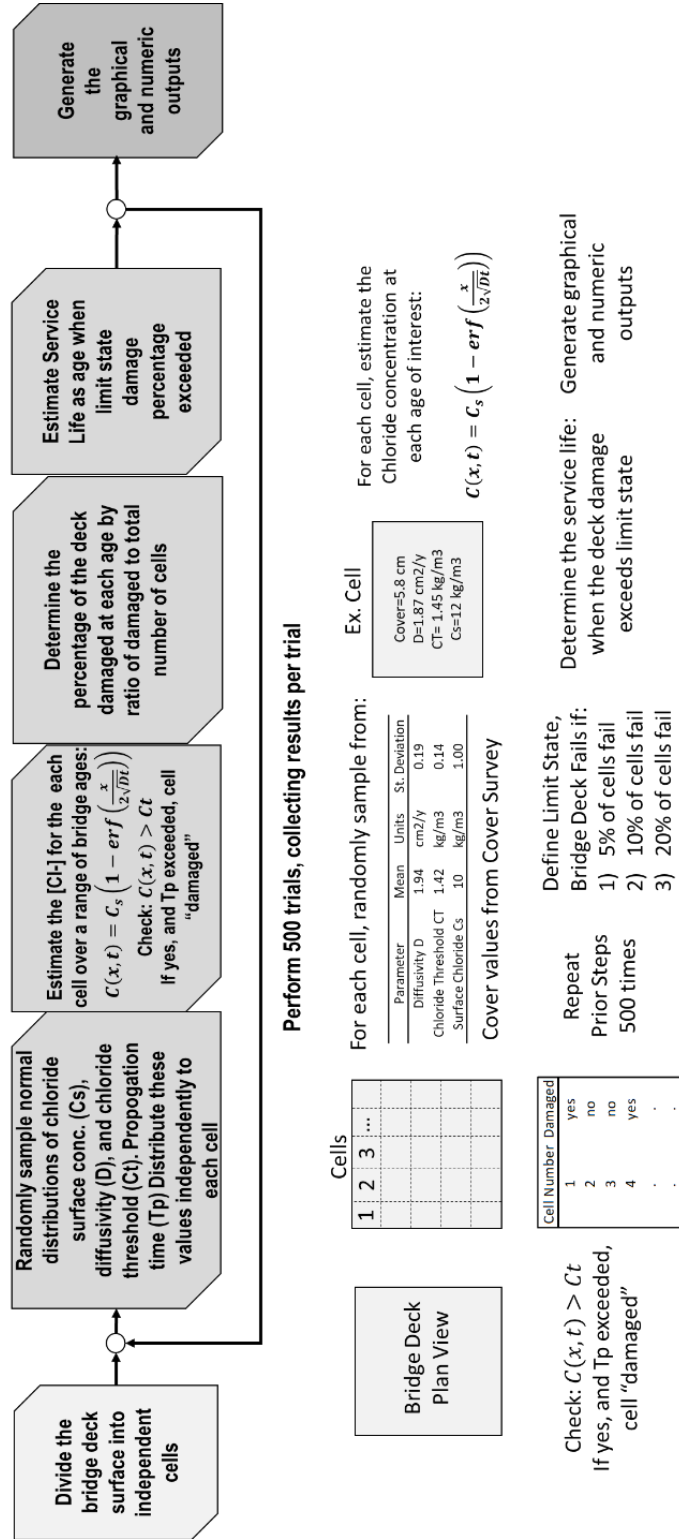 Divide the
bridge deck
surface into
independent
cells
Randomly sample normal
distributions of chloride
surface conc. (Cs),
diffusivity (D), and chloride
threshold (Ct). Propogation
time (Tp) Distribute these
values independently to
each cell
Estimate the [Cl-] for the each
cell over a range of bridge ages:
C(x, t) = C_s (1 − erf (x / 2√Dt))
Check: C(x, t) > Ct
If yes, and Tp exceeded, cell
“damaged”
Determine the
percentage of the deck
damaged at each age by
ratio of damaged to total
number of cells
Estimate Service
Life as age when
limit state
damage
percentage
exceeded
Generate
the
graphical
and numeric
outputs
Perform 500 trials, collecting results per trial
Bridge Deck
Plan View
Cells
1 2 3 ...
For each cell, randomly sample from:
Parameter Mean Units St. Deviation
Diffusivity D 1.94 cm2/y 0.19
Chloride Threshold CT 1.42 kg/m3 0.14
Surface Chloride Cs 10 kg/m3 1.00
Cover values from Cover Survey
Ex. Cell
Cover=5.8 cm
D=1.87 cm2/y
CT= 1.45 kg/m3
Cs=12 kg/m3
For each cell, estimate the
Chloride concentration at
each age of interest:
C(x, t) = C_s (1 − erf (x / 2√Dt))
Check: C(x, t) > Ct
If yes, and Tp exceeded,
cell “damaged”
Cell Number Damaged
1 yes
2 no
3 no
4 yes
. .
. .
Repeat
Prior Steps
500 times
Define Limit State,
Bridge Deck Fails if:
1) 5% of cells fail
2) 10% of cells fail
3) 20% of cells fail
Determine the service life:
when the deck damage
exceeds limit state
Generate graphical
and numeric
outputs